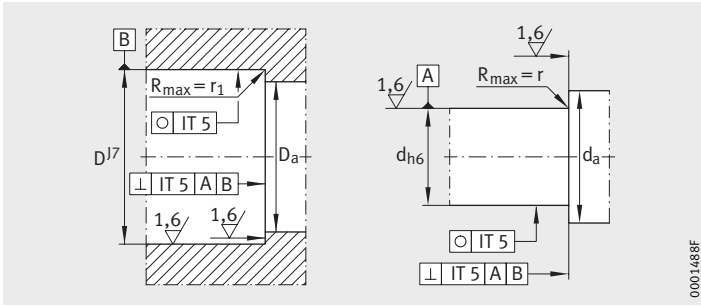 B
1,6
R_max = r₁
○ IT 5
D^J7
D_a
⊥ IT 5 A B
1,6
1,6
1,6
A
R_max = r
d_h6
d_a
○ IT 5
⊥ IT 5 A B
0001488F